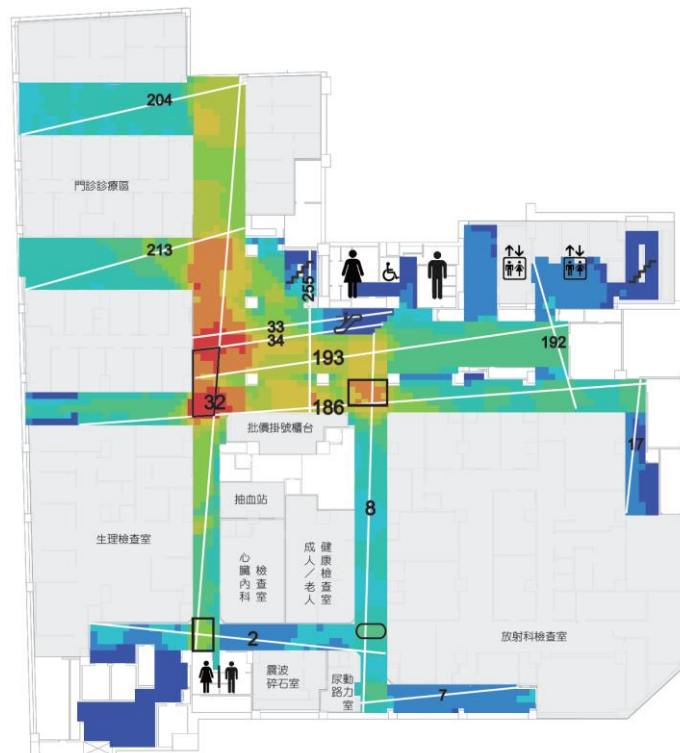 204
門診診療區
213
255
33
34
193
192
32
186
批價掛號櫃台
17
抽血站
8
生理檢查室
心臟內科
檢查室
成人／老人
健康檢查室
放射科檢查室
2
震波
碎石室
尿動
路力
室
7